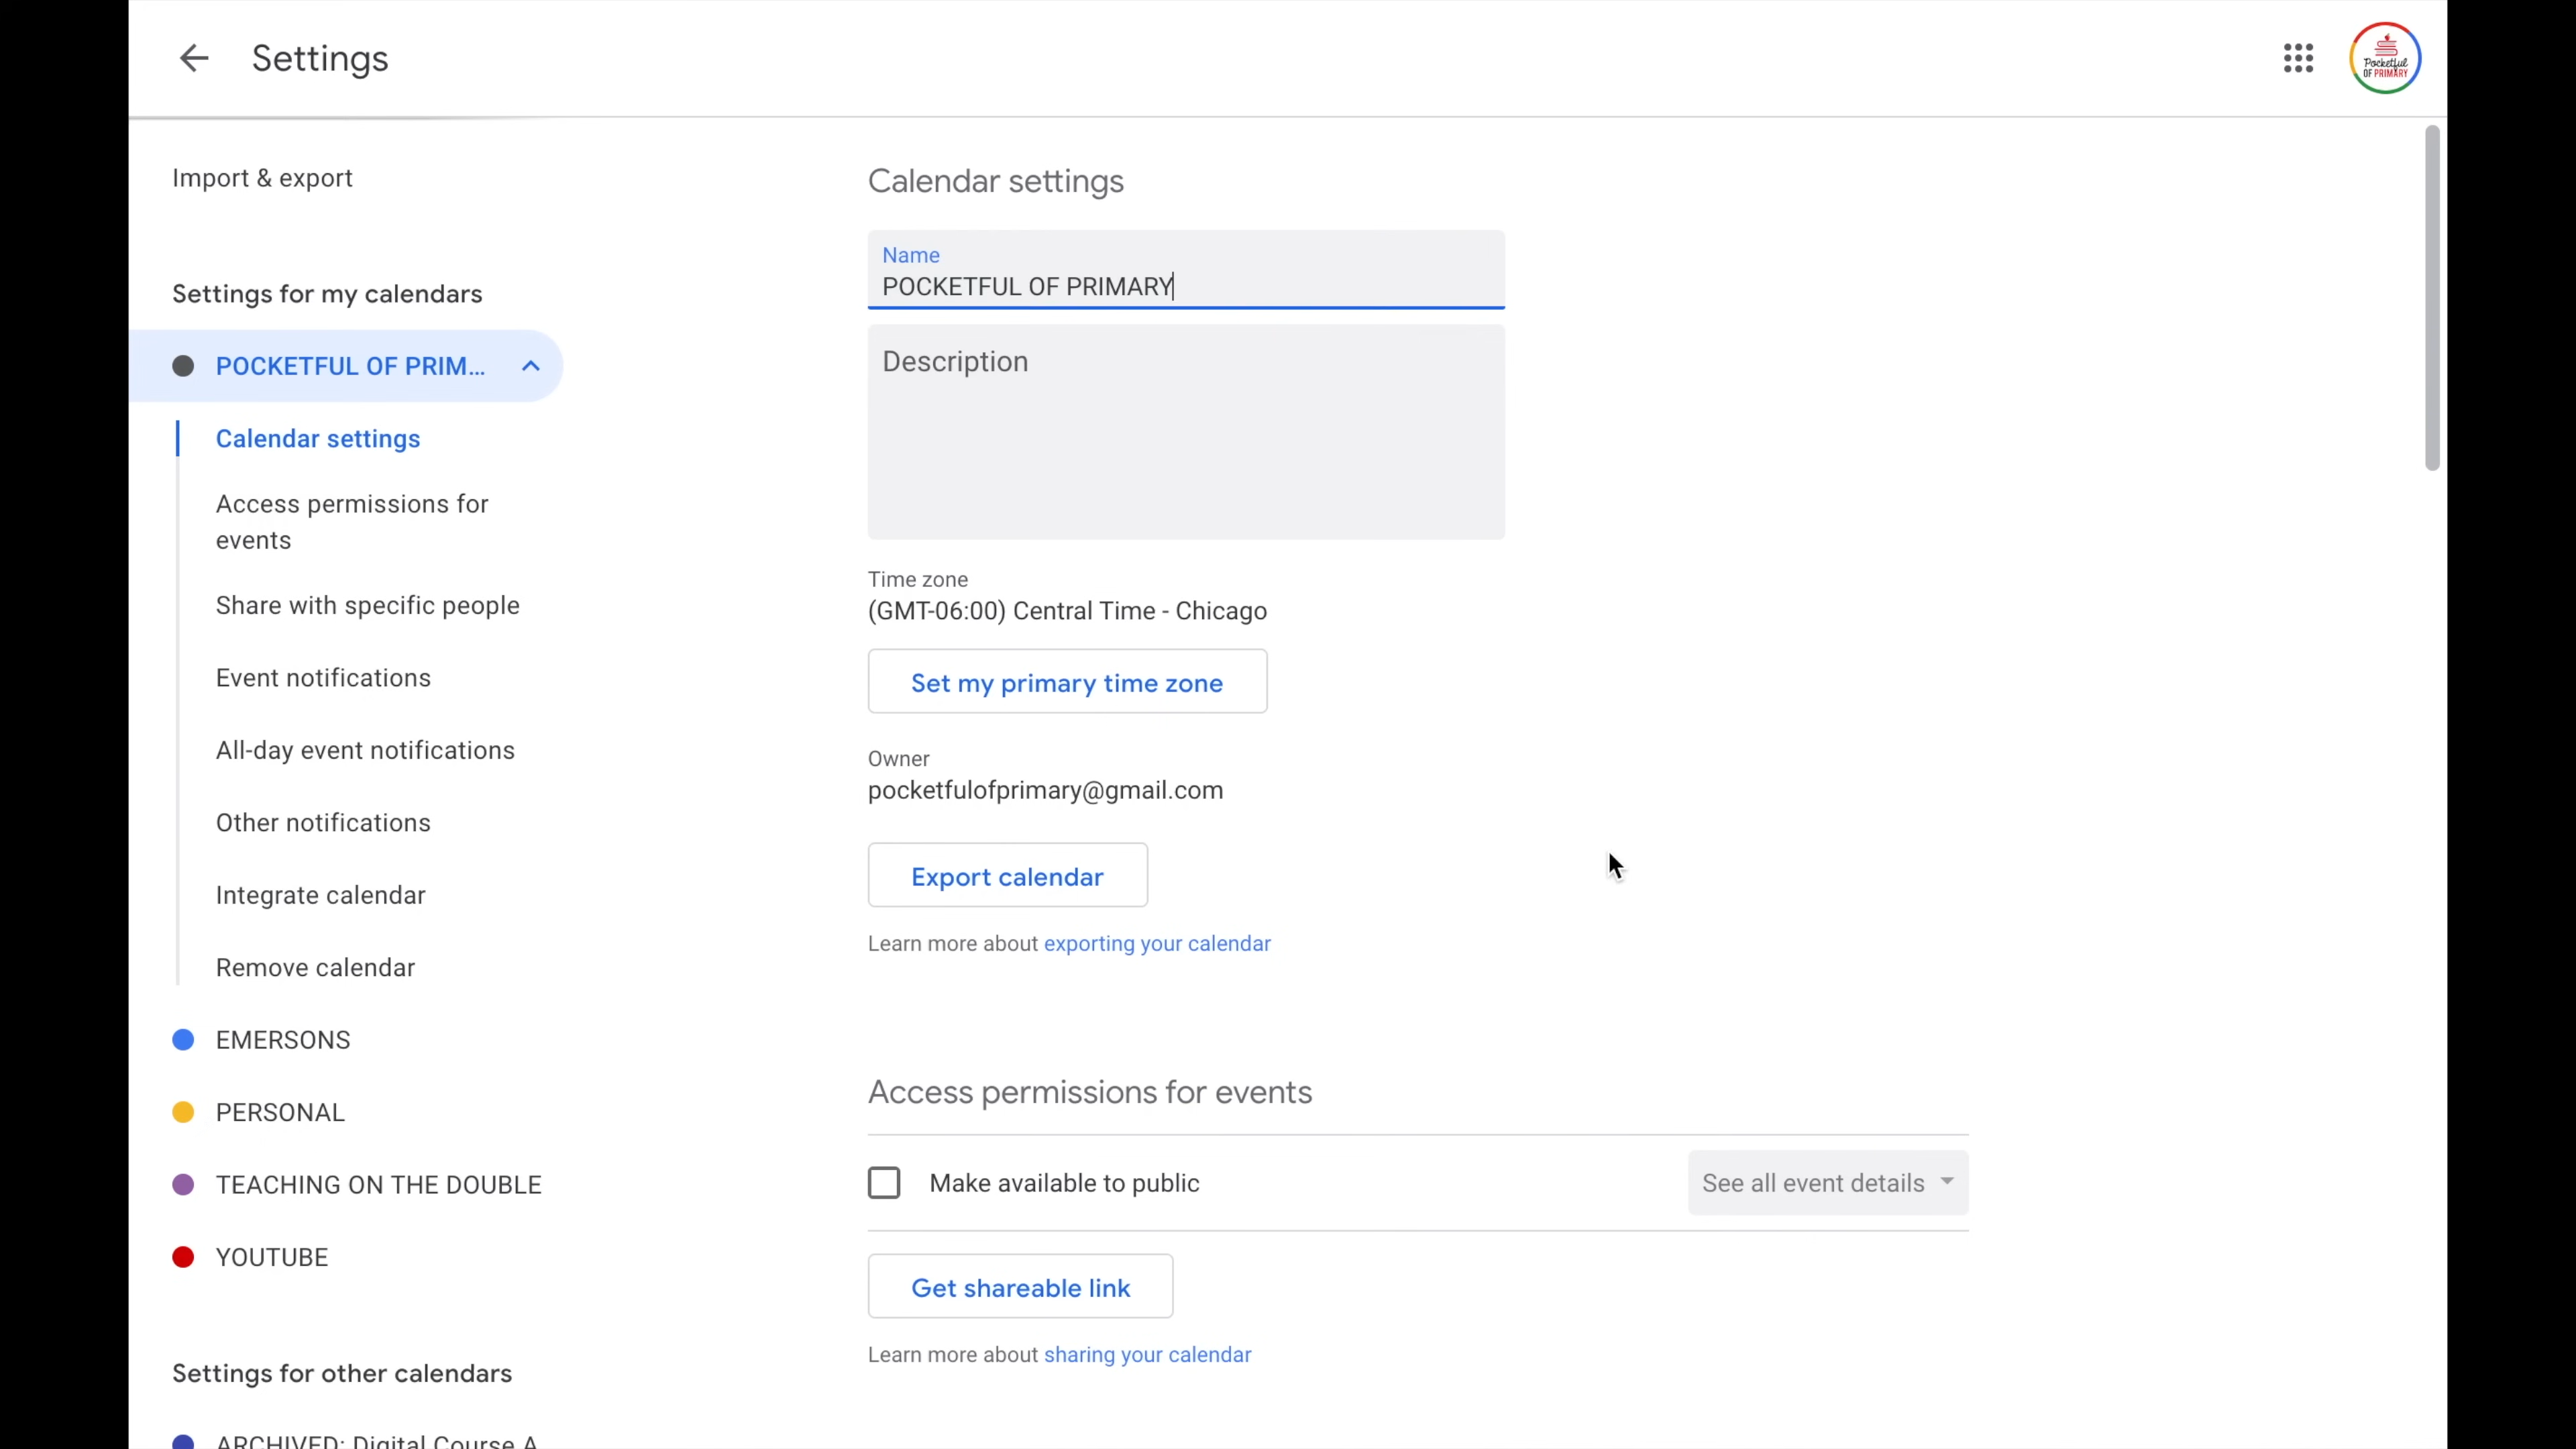 Settings
Pocketful
OF PRIMARY
Import & export
Settings for my calendars
POCKETFUL OF PRIM...
Calendar settings
Access permissions for
events
Share with specific people
Event notifications
All-day event notifications
Other notifications
Integrate calendar
Remove calendar
EMERSONS
PERSONAL
TEACHING ON THE DOUBLE
YOUTUBE
Settings for other calendars
ARCHIVED: Digital Course A
Calendar settings
Name
POCKETFUL OF PRIMARY
Description
Time zone
(GMT-06:00) Central Time - Chicago
Set my primary time zone
Owner
pocketfulofprimary@gmail.com
Export calendar
Learn more about exporting your calendar
Access permissions for events
Make available to public
See all event details
Get shareable link
Learn more about sharing your calendar